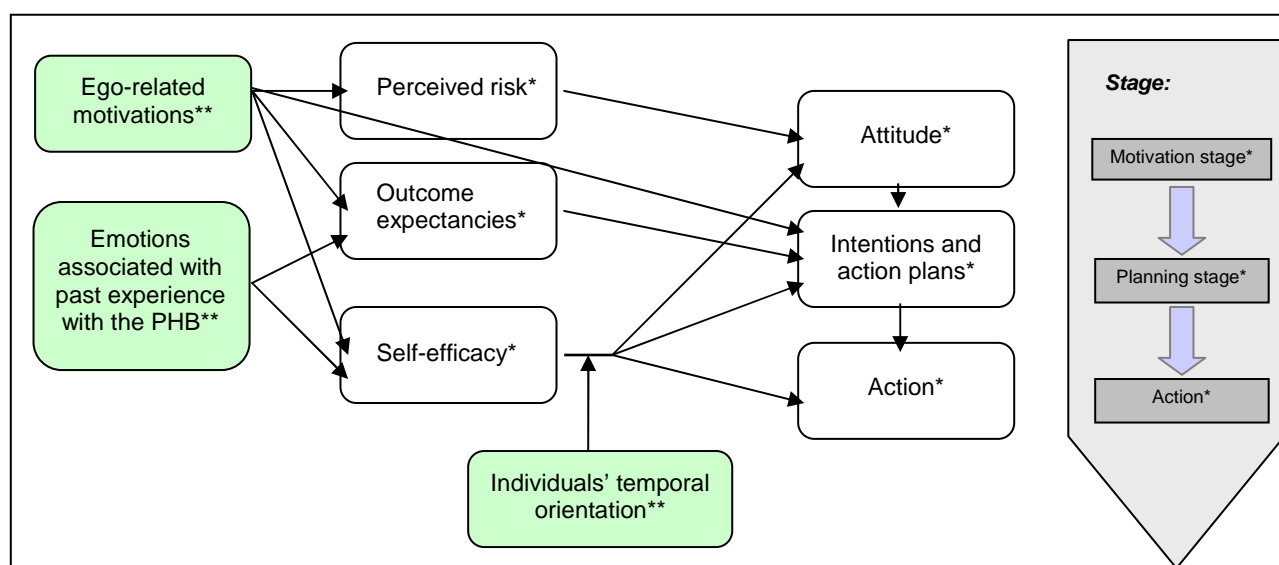 Ego-related
motivations**
Emotions
associated with
past experience
with the PHB**
Perceived risk*
Outcome
expectancies*
Self-efficacy*
Individuals’ temporal
orientation**
Attitude*
Intentions and
action plans*
Action*
Stage:
Motivation stage*
Planning stage*
Action*